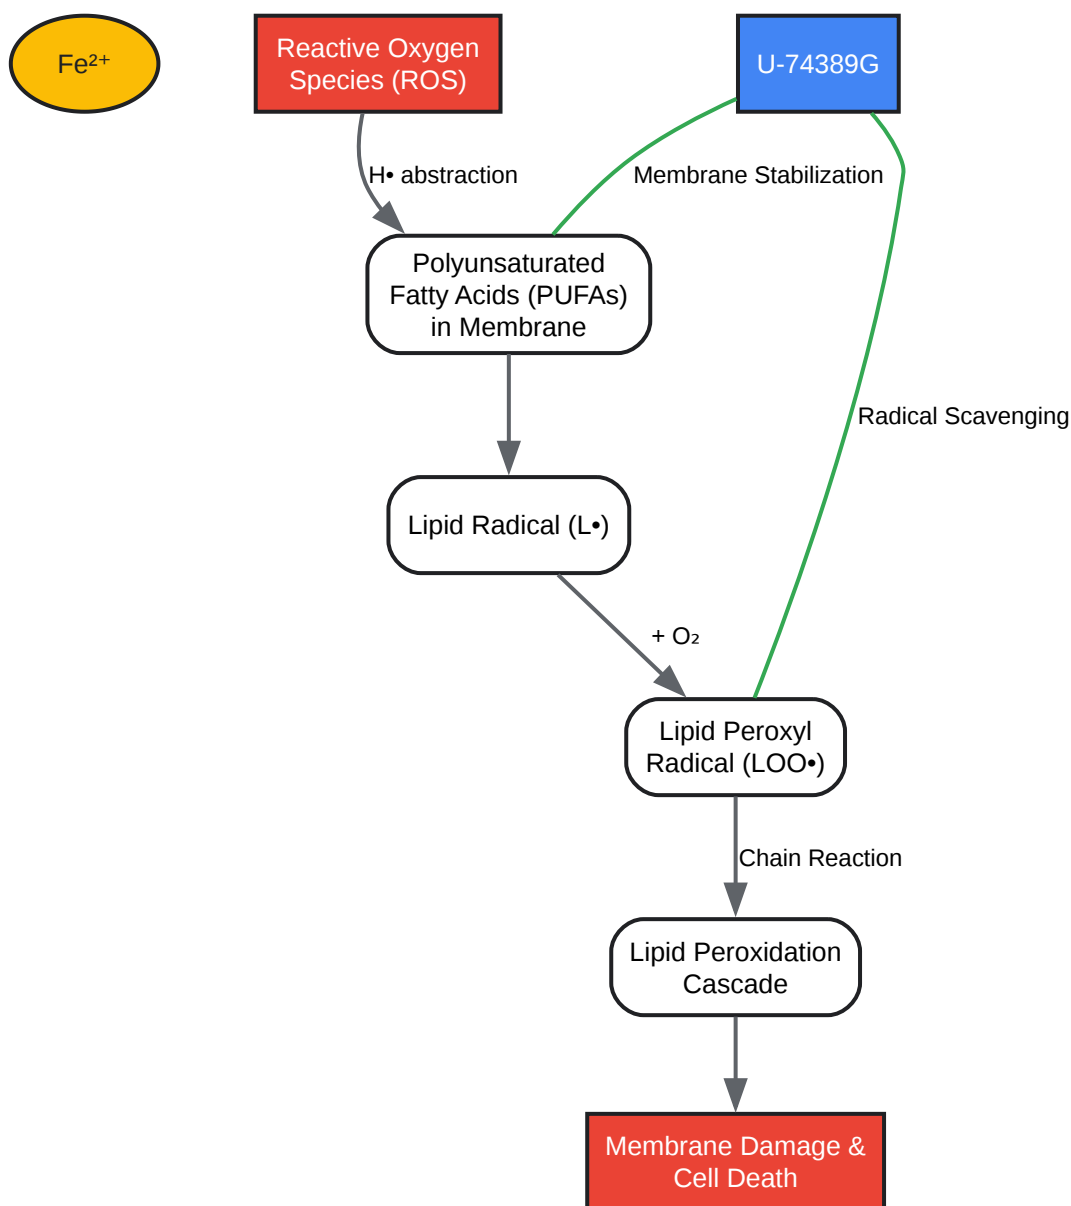 Fe²⁺
Reactive Oxygen
Species (ROS)
U-74389G
H• abstraction
Membrane Stabilization
Polyunsaturated
Fatty Acids (PUFAs)
in Membrane
Radical Scavenging
Lipid Radical (L•)
+ O₂
Lipid Peroxyl
Radical (LOO•)
Chain Reaction
Lipid Peroxidation
Cascade
Membrane Damage &
Cell Death